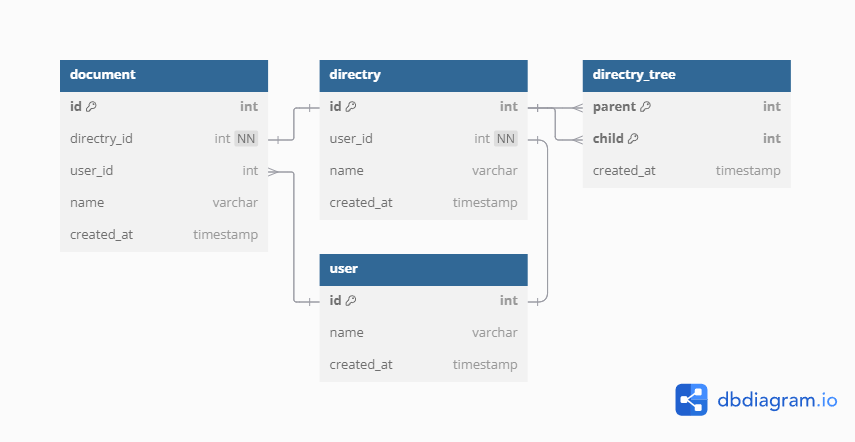 document
id int
directry_id int NN
user_id int
name varchar
created_at timestamp
directry
id int
user_id int NN
name varchar
created_at timestamp
directry_tree
parent int
child int
created_at timestamp
user
id int
name varchar
created_at timestamp
dbdiagram.io